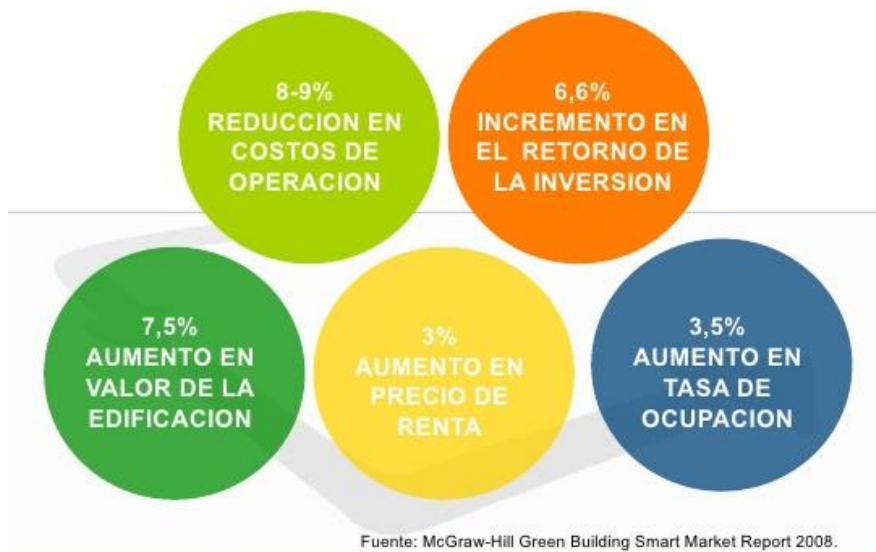 8-9%
REDUCCION EN
COSTOS DE
OPERACION
6,6%
INCREMENTO EN
EL RETORNO DE
LA INVERSION
7,5%
AUMENTO EN
VALOR DE LA
EDIFICACION
3%
AUMENTO EN
PRECIO DE
RENTA
3,5%
AUMENTO EN
TASA DE
OCUPACION
Fuente: McGraw-Hill Green Building Smart Market Report 2008.